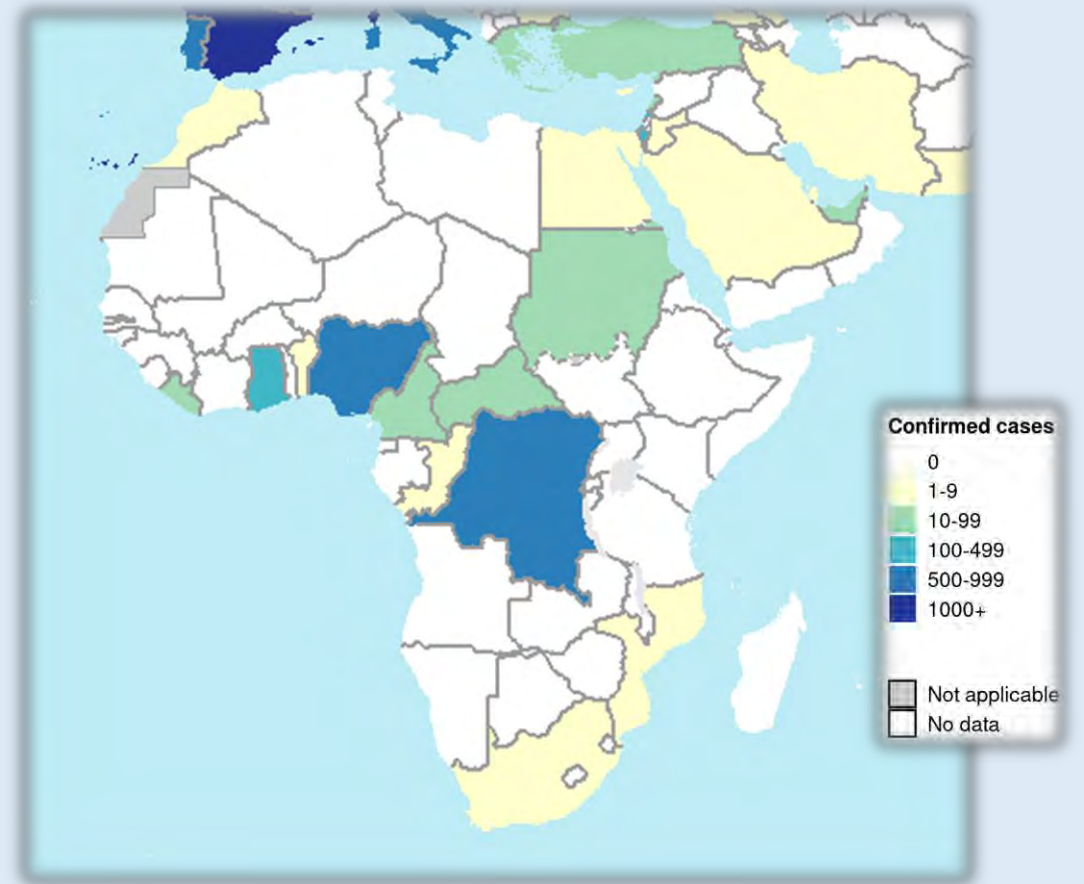 Confirmed cases
0
1-9
10-99
100-499
500-999
1000+
Not applicable
No data